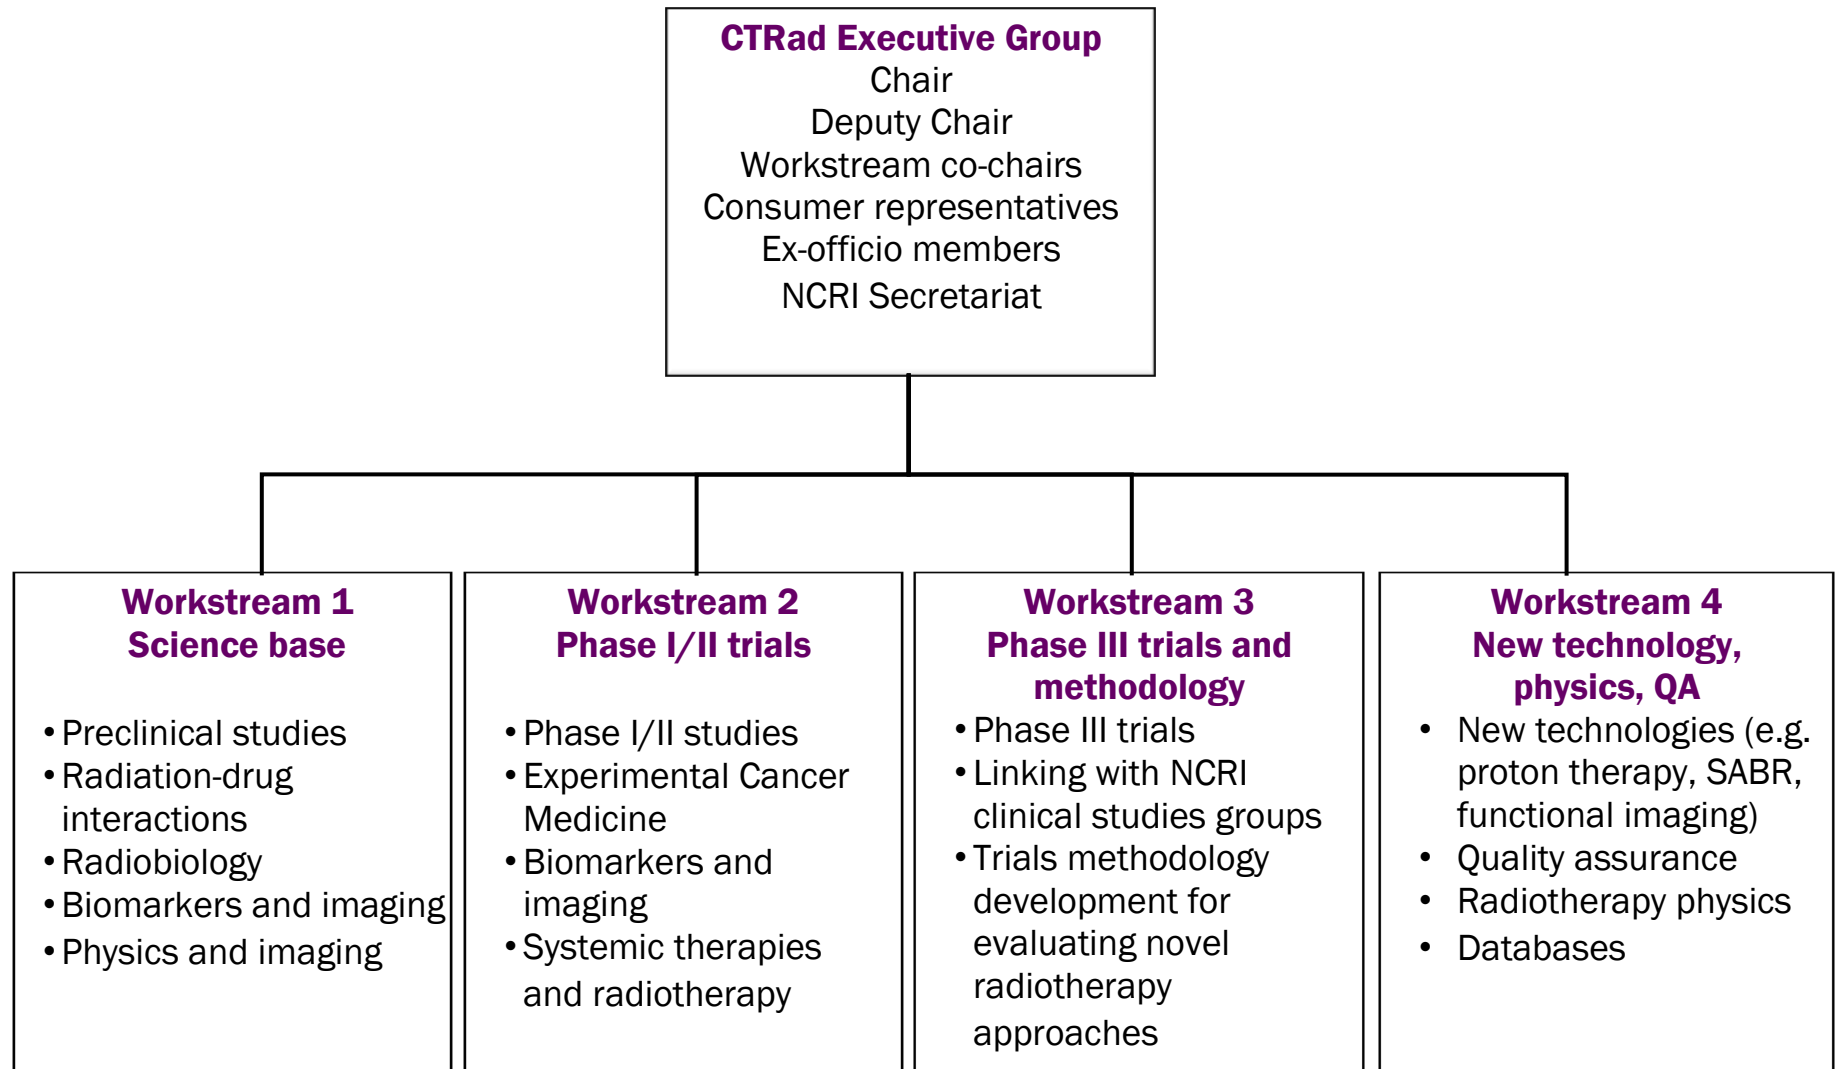 CTRad Executive Group
Chair
Deputy Chair
Workstream co-chairs
Consumer representatives
Ex-officio members
NCRI Secretariat
Workstream 1
Science base
• Preclinical studies
• Radiation-drug
interactions
• Radiobiology
• Biomarkers and imaging
• Physics and imaging
Workstream 2
Phase I/II trials
• Phase I/II studies
• Experimental Cancer
Medicine
• Biomarkers and
imaging
• Systemic therapies
and radiotherapy
Workstream 3
Phase III trials and
methodology
• Phase III trials
• Linking with NCRI
clinical studies groups
• Trials methodology
development for
evaluating novel
radiotherapy
approaches
Workstream 4
New technology,
physics, QA
• New technologies (e.g.
proton therapy, SABR,
functional imaging)
• Quality assurance
• Radiotherapy physics
• Databases